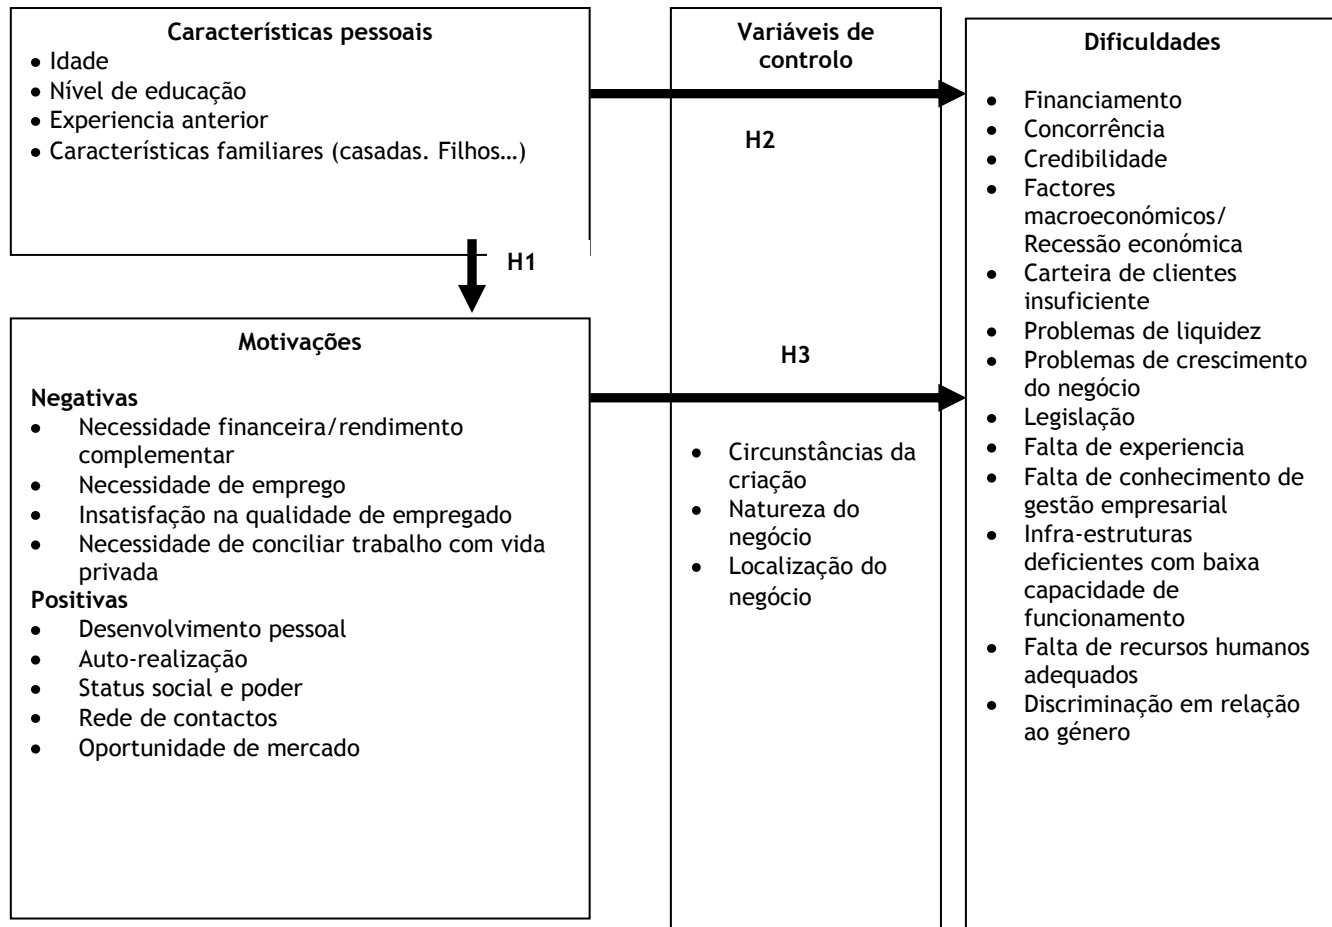 Características pessoais
• Idade
• Nível de educação
• Experiencia anterior
• Características familiares (casadas. Filhos…)
H1
Motivações
Negativas
• Necessidade financeira/rendimento
complementar
• Necessidade de emprego
• Insatisfação na qualidade de empregado
• Necessidade de conciliar trabalho com vida
privada
Positivas
• Desenvolvimento pessoal
• Auto-realização
• Status social e poder
• Rede de contactos
• Oportunidade de mercado
Variáveis de
controlo
H2
H3
• Circunstâncias da
criação
• Natureza do
negócio
• Localização do
negócio
Dificuldades
• Financiamento
• Concorrência
• Credibilidade
• Factores
macroeconómicos/
Recessão económica
• Carteira de clientes
insuficiente
• Problemas de liquidez
• Problemas de crescimento
do negócio
• Legislação
• Falta de experiencia
• Falta de conhecimento de
gestão empresarial
• Infra-estruturas
deficientes com baixa
capacidade de
funcionamento
• Falta de recursos humanos
adequados
• Discriminação em relação
ao género